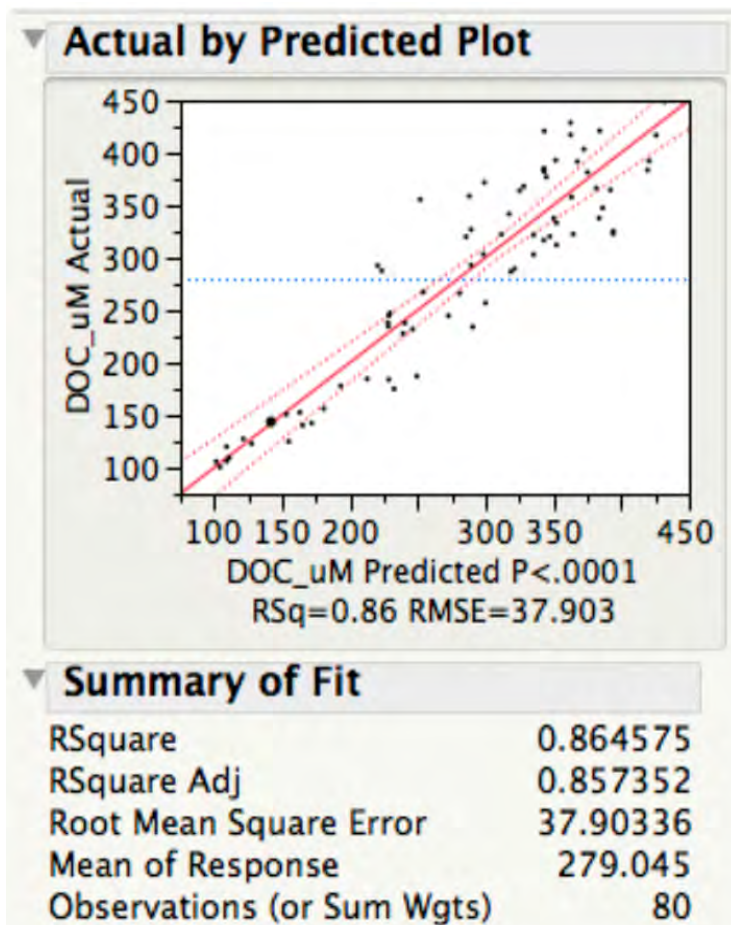 Actual by Predicted Plot
450
400
350
300
250
200
150
100
DOC_uM Actual
100 150 200 300 350 450
DOC_uM Predicted P<.0001
RSq=0.86 RMSE=37.903
Summary of Fit
RSquare 0.864575
RSquare Adj 0.857352
Root Mean Square Error 37.90336
Mean of Response 279.045
Observations (or Sum Wgts) 80